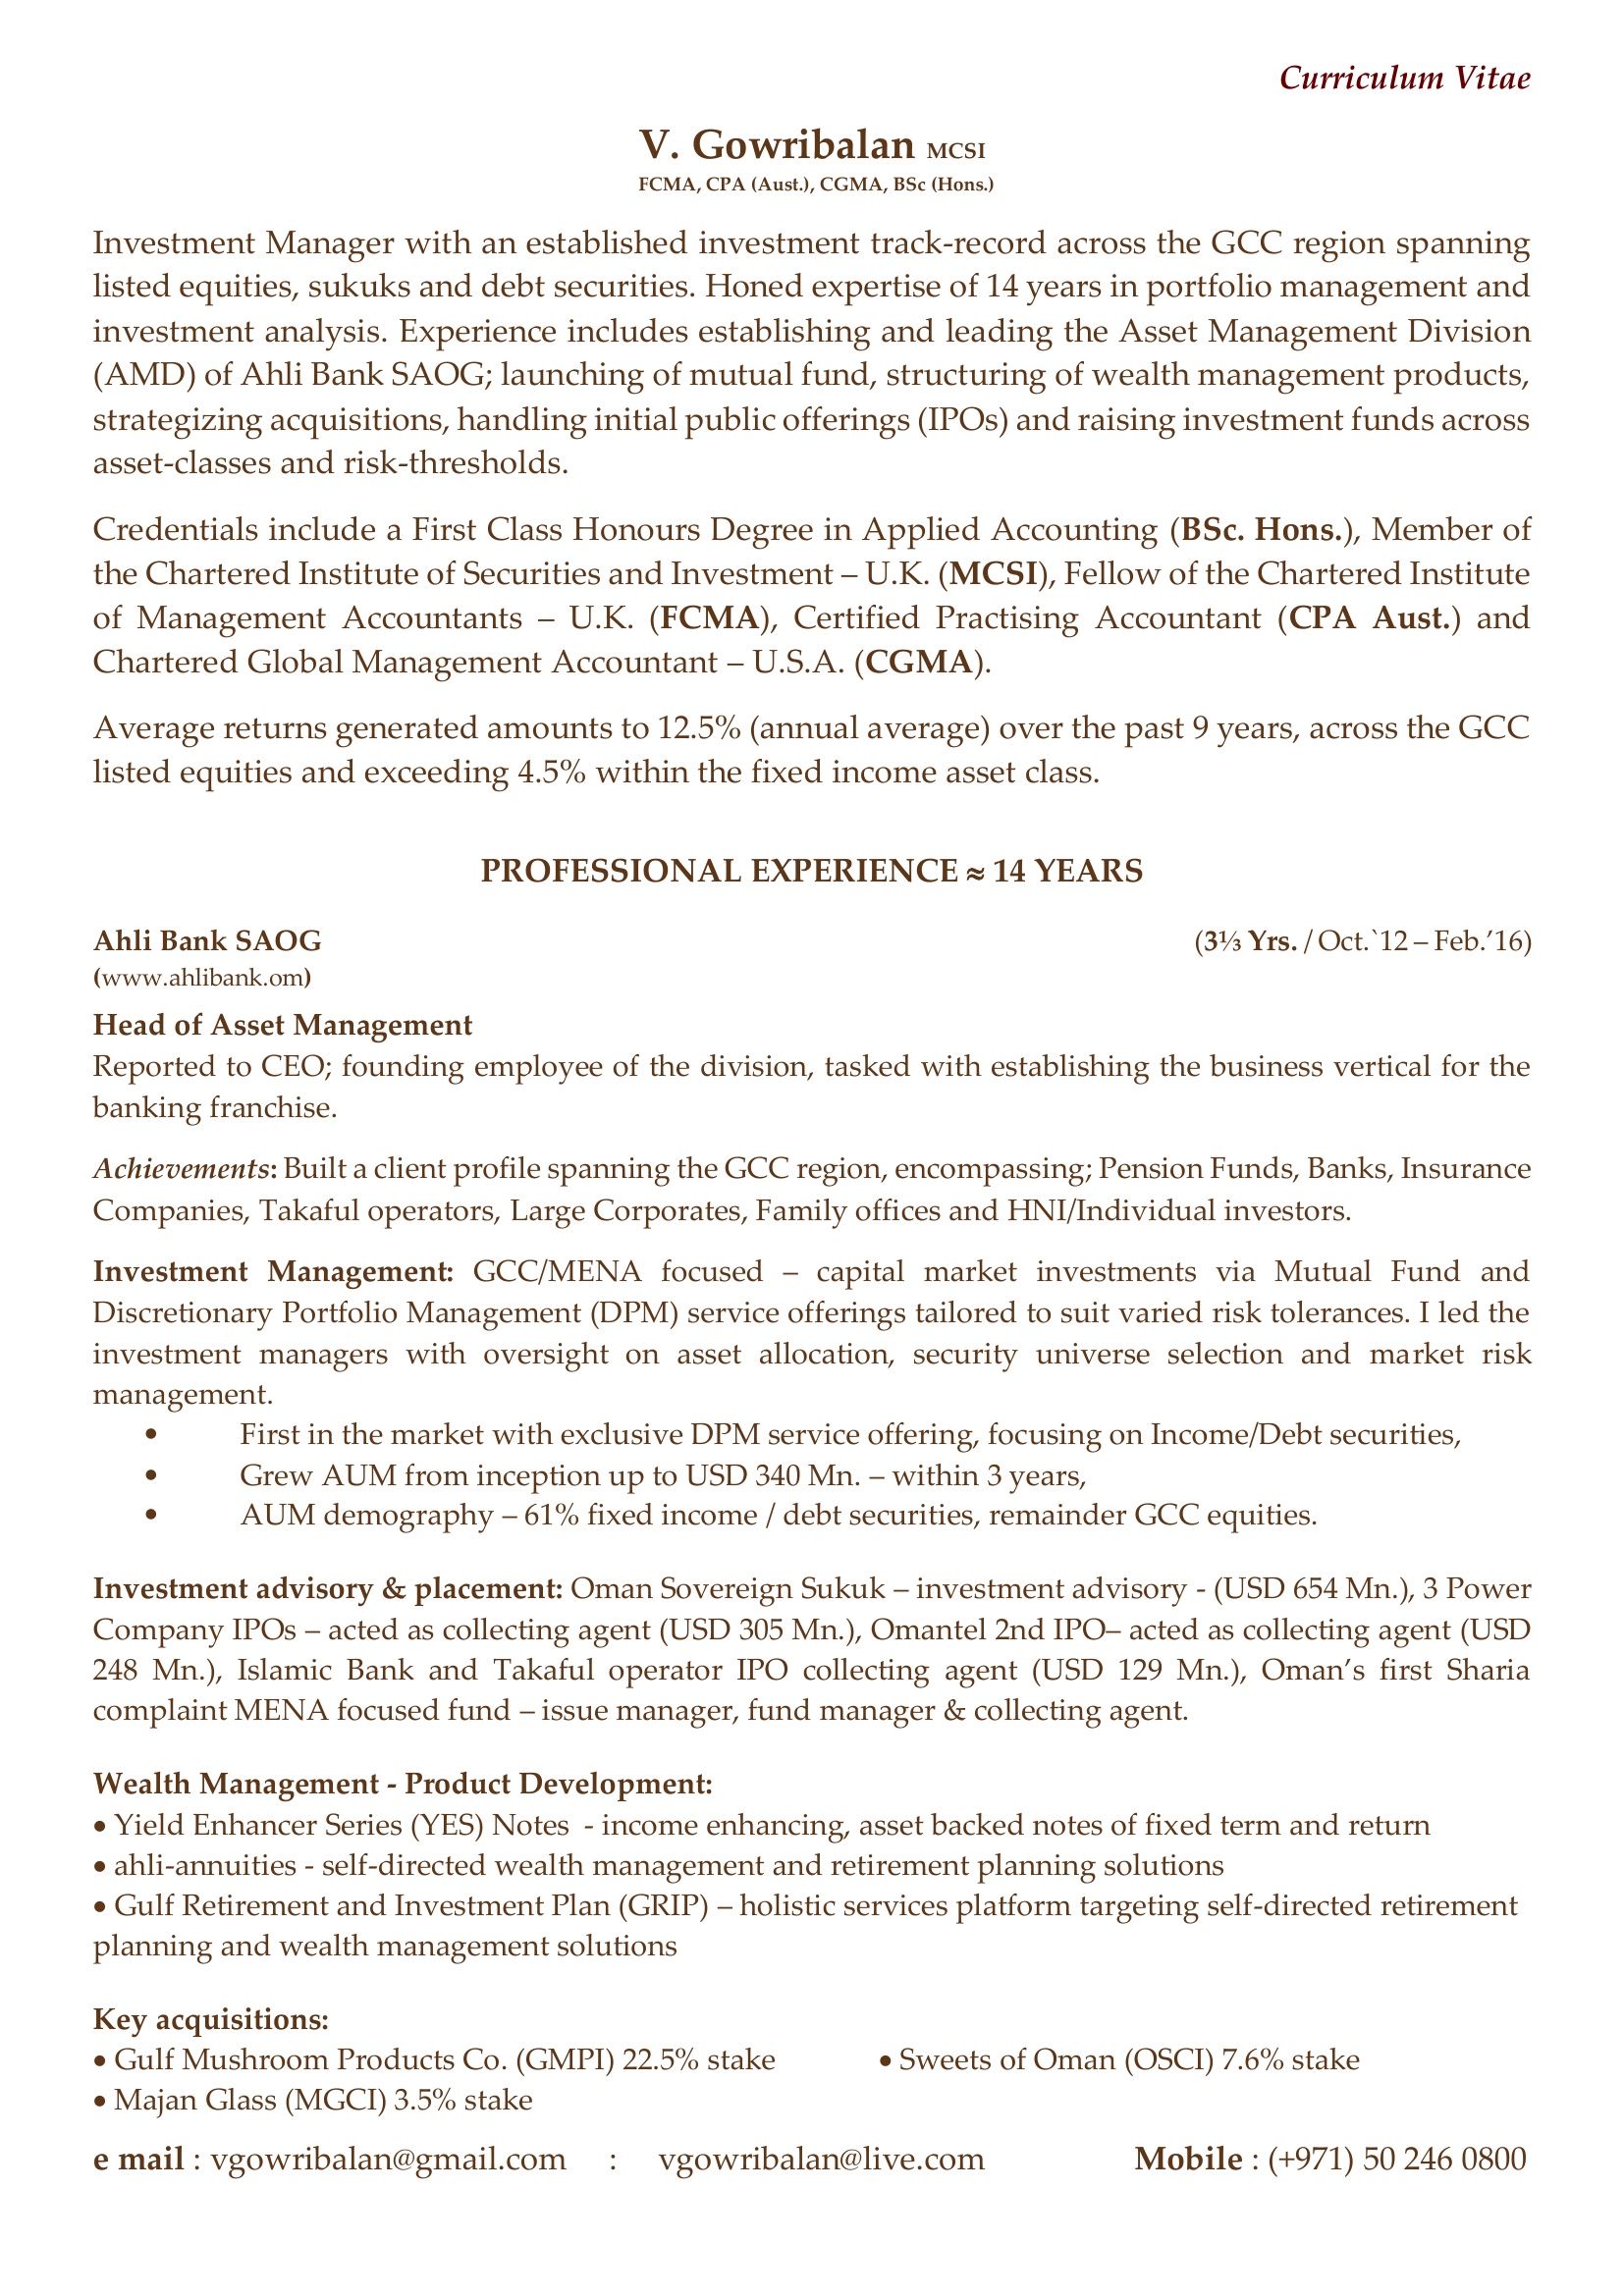 Curriculum Vitae
V. Gowribalan MCSI
FCMA, CPA (Aust.), CGMA, BSc (Hons.)
Investment Manager with an established investment track-record across the GCC region spanning
listed equities, sukuks and debt securities. Honed expertise of 14 years in portfolio management and
investment analysis. Experience includes establishing and leading the Asset Management Division
(AMD) of Ahli Bank SAOG; launching of mutual fund, structuring of wealth management products,
strategizing acquisitions, handling initial public offerings (IPOs) and raising investment funds across
asset-classes and risk-thresholds.
Credentials include a First Class Honours Degree in Applied Accounting (BSc. Hons.), Member of
the Chartered Institute of Securities and Investment – U.K. (MCSI), Fellow of the Chartered Institute
of Management Accountants – U.K. (FCMA), Certified Practising Accountant (CPA Aust.) and
Chartered Global Management Accountant – U.S.A. (CGMA).
Average returns generated amounts to 12.5% (annual average) over the past 9 years, across the GCC
listed equities and exceeding 4.5% within the fixed income asset class.
PROFESSIONAL EXPERIENCE ≈ 14 YEARS
Ahli Bank SAOG (3⅓ Yrs. / Oct.`12 – Feb.’16)
(www.ahlibank.om)
Head of Asset Management
Reported to CEO; founding employee of the division, tasked with establishing the business vertical for the
banking franchise.
Achievements: Built a client profile spanning the GCC region, encompassing; Pension Funds, Banks, Insurance
Companies, Takaful operators, Large Corporates, Family offices and HNI/Individual investors.
Investment Management: GCC/MENA focused – capital market investments via Mutual Fund and
Discretionary Portfolio Management (DPM) service offerings tailored to suit varied risk tolerances. I led the
investment managers with oversight on asset allocation, security universe selection and market risk
management.
• First in the market with exclusive DPM service offering, focusing on Income/Debt securities,
• Grew AUM from inception up to USD 340 Mn. – within 3 years,
• AUM demography – 61% fixed income / debt securities, remainder GCC equities.
Investment advisory & placement: Oman Sovereign Sukuk – investment advisory - (USD 654 Mn.), 3 Power
Company IPOs – acted as collecting agent (USD 305 Mn.), Omantel 2nd IPO– acted as collecting agent (USD
248 Mn.), Islamic Bank and Takaful operator IPO collecting agent (USD 129 Mn.), Oman’s first Sharia
complaint MENA focused fund – issue manager, fund manager & collecting agent.
Wealth Management - Product Development:
• Yield Enhancer Series (YES) Notes - income enhancing, asset backed notes of fixed term and return
• ahli-annuities - self-directed wealth management and retirement planning solutions
• Gulf Retirement and Investment Plan (GRIP) – holistic services platform targeting self-directed retirement
planning and wealth management solutions
Key acquisitions:
• Gulf Mushroom Products Co. (GMPI) 22.5% stake • Sweets of Oman (OSCI) 7.6% stake
• Majan Glass (MGCI) 3.5% stake
e mail : vgowribalan@gmail.com : vgowribalan@live.com Mobile : (+971) 50 246 0800